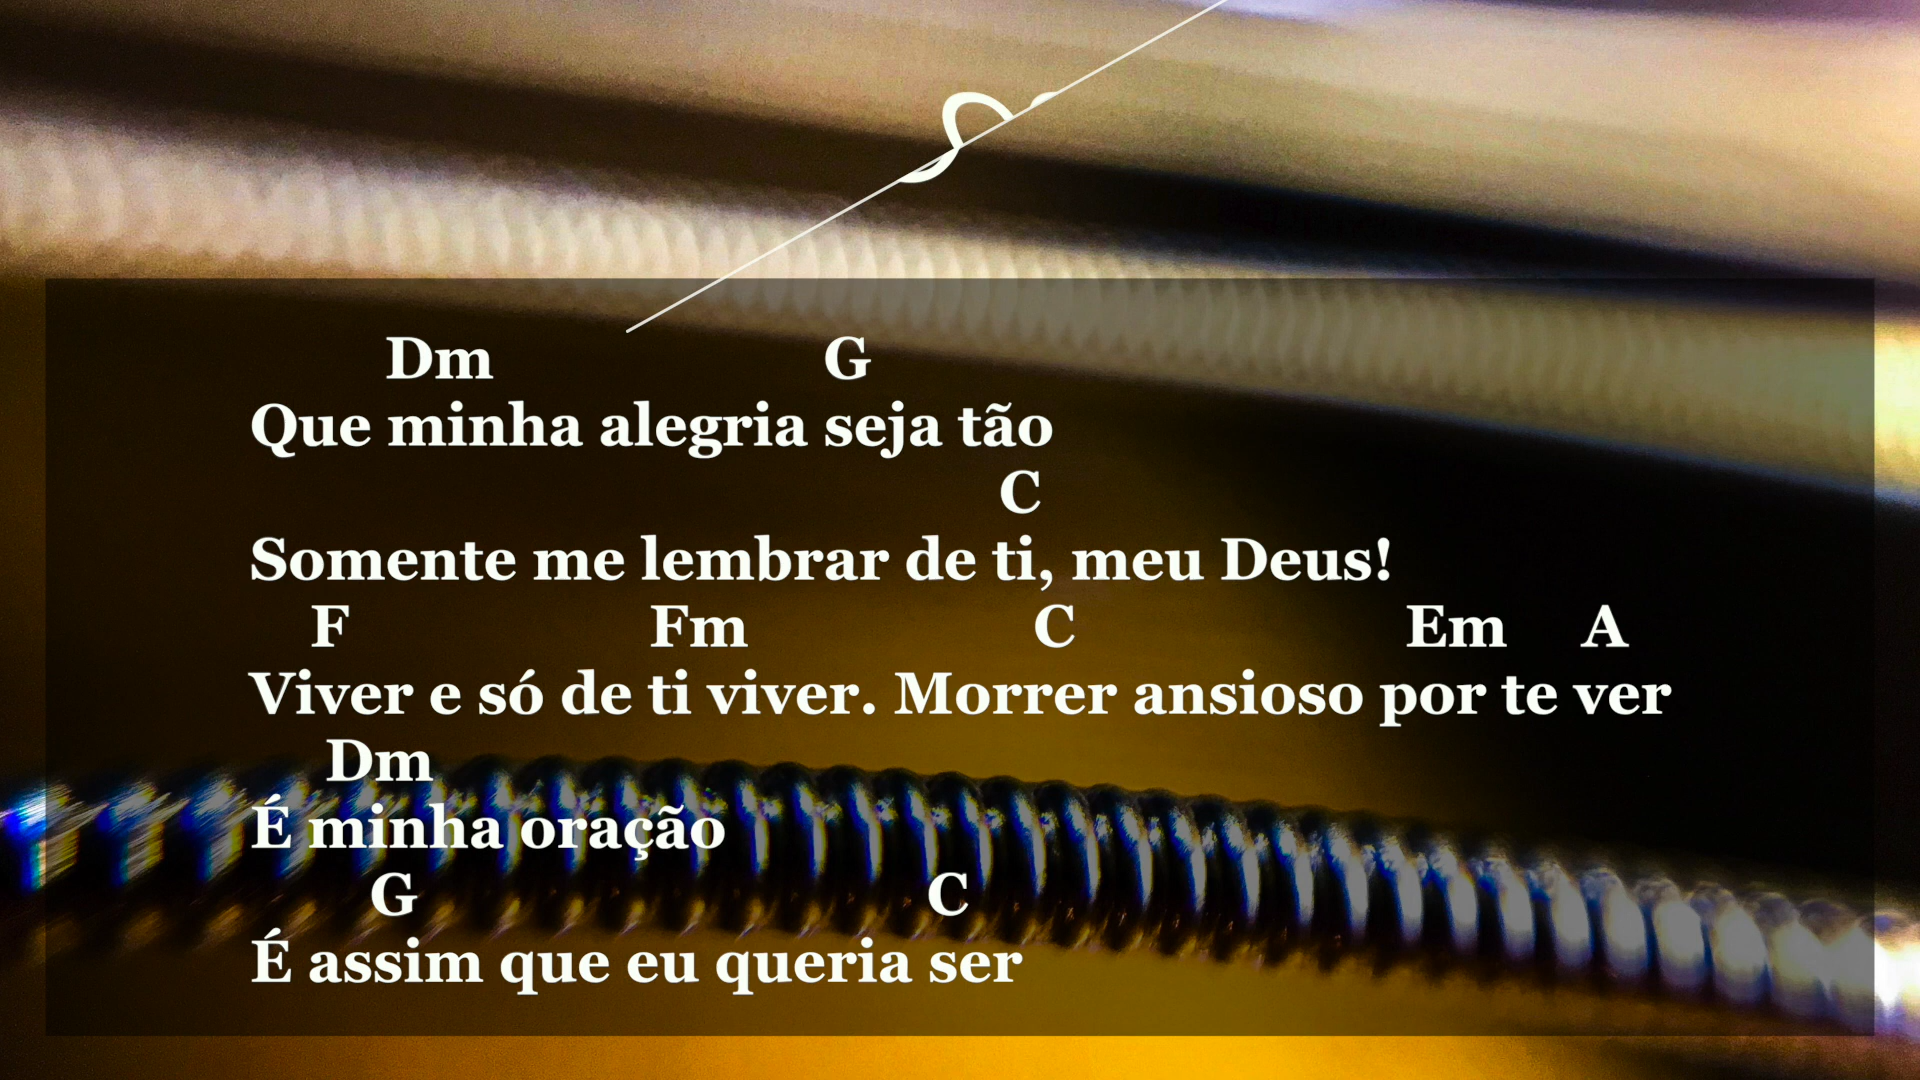 Dm G
Que minha alegria seja tão
C
Somente me lembrar de ti, meu Deus!
F Fm C Em A
Viver e só de ti viver. Morrer ansioso por te ver
Dm
É minha oração
G C
É assim que eu queria ser